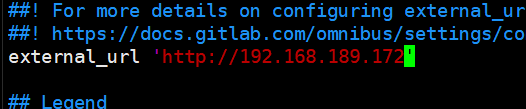 ##! For more details on configuring external_ur
##! https://docs.gitlab.com/omnibus/settings/co
external_url 'http://192.168.189.172'
## Legend